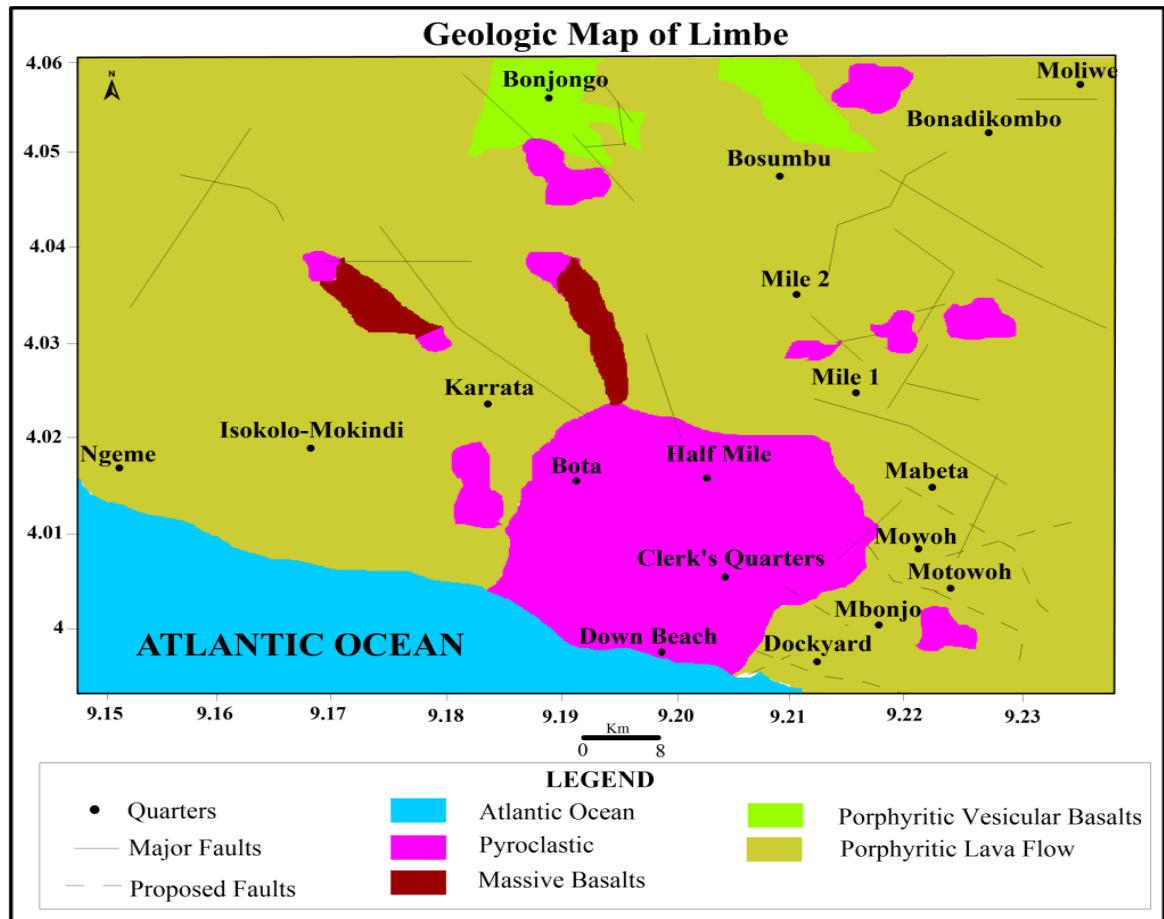 Geologic Map of Limbe
4.06
N
Bonjongo
Moliwe
Bonadikombo
4.05
Bosumbu
4.04
Mile 2
4.03
Mile 1
Karrata
Isokolo-Mokindi
4.02
Ngeme
Bota
Half Mile
Mabeta
4.01
Mowoh
Clerk's Quarters
Motowoh
Mbonjo
4
ATLANTIC OCEAN
Down Beach
Dockyard
9.15 9.16 9.17 9.18 9.19 9.20 9.21 9.22 9.23
Km
0 8
LEGEND
Quarters
Major Faults
Proposed Faults
Atlantic Ocean
Pyroclastic
Massive Basalts
Porphyritic Vesicular Basalts
Porphyritic Lava Flow